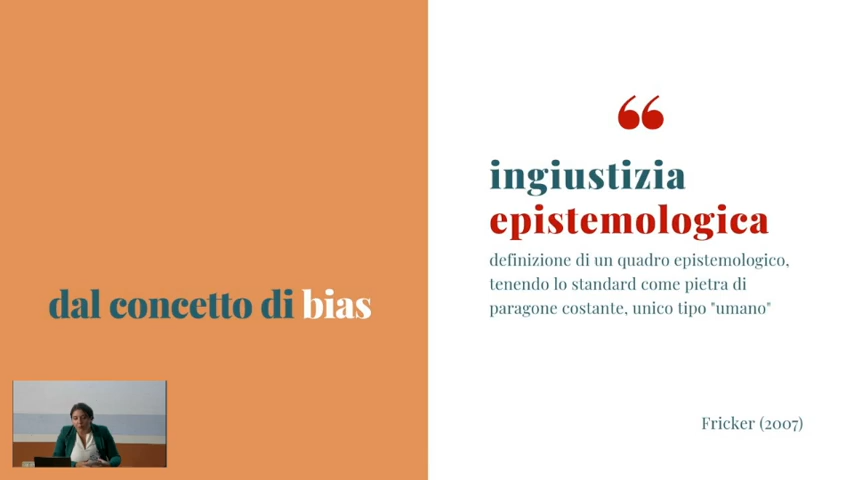 dal concetto di bias
“
ingiustizia
epistemologica
definizione di un quadro epistemologico,
tenendo lo standard come pietra di
paragone costante, unico tipo "umano"
Fricker (2007)